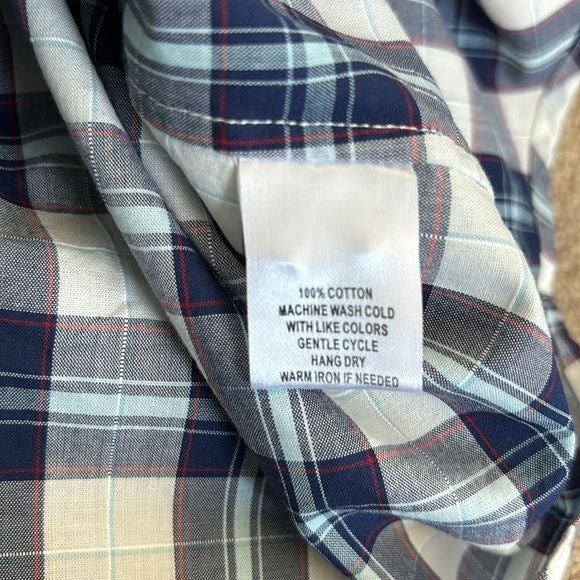 100% COTTON
MACHINE WASH COLD
WITH LIKE COLORS
GENTLE CYCLE
HANG DRY
WARM IRON IF NEEDED